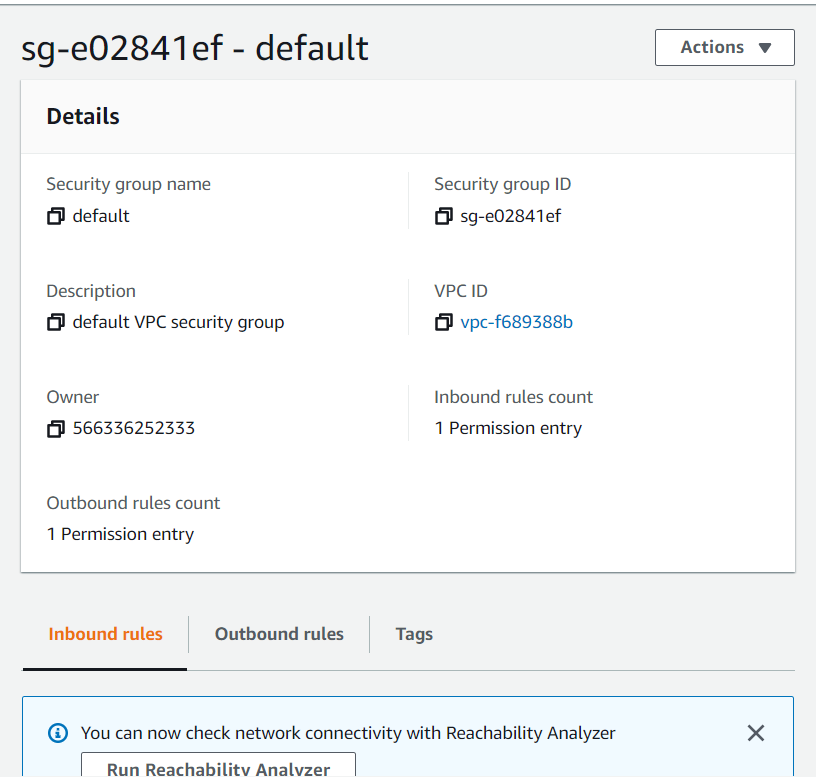 sg-e02841ef - default
Actions
Details
Security group name
default
Security group ID
sg-e02841ef
Description
default VPC security group
VPC ID
vpc-f689388b
Owner
566336252333
Inbound rules count
1 Permission entry
Outbound rules count
1 Permission entry
Inbound rules
Outbound rules
Tags
You can now check network connectivity with Reachability Analyzer
Run Reachability Analyzer